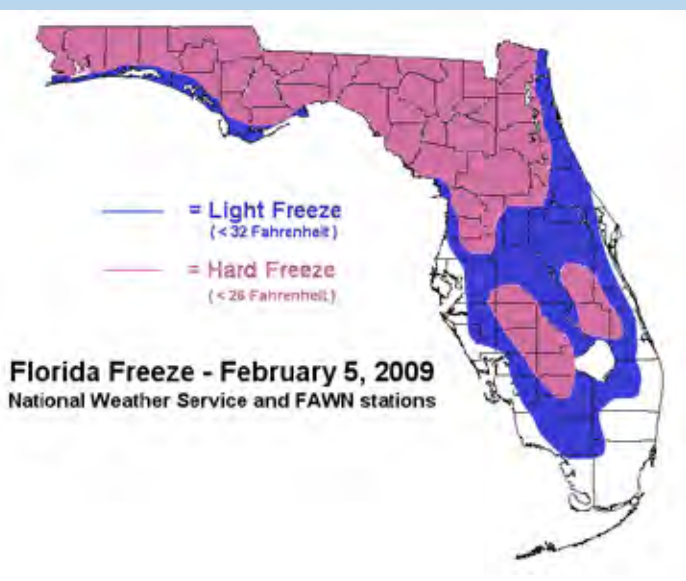 = Light Freeze
(< 32 Fahrenheit)
= Hard Freeze
(< 26 Fahrenheit)
Florida Freeze - February 5, 2009
National Weather Service and FAWN stations